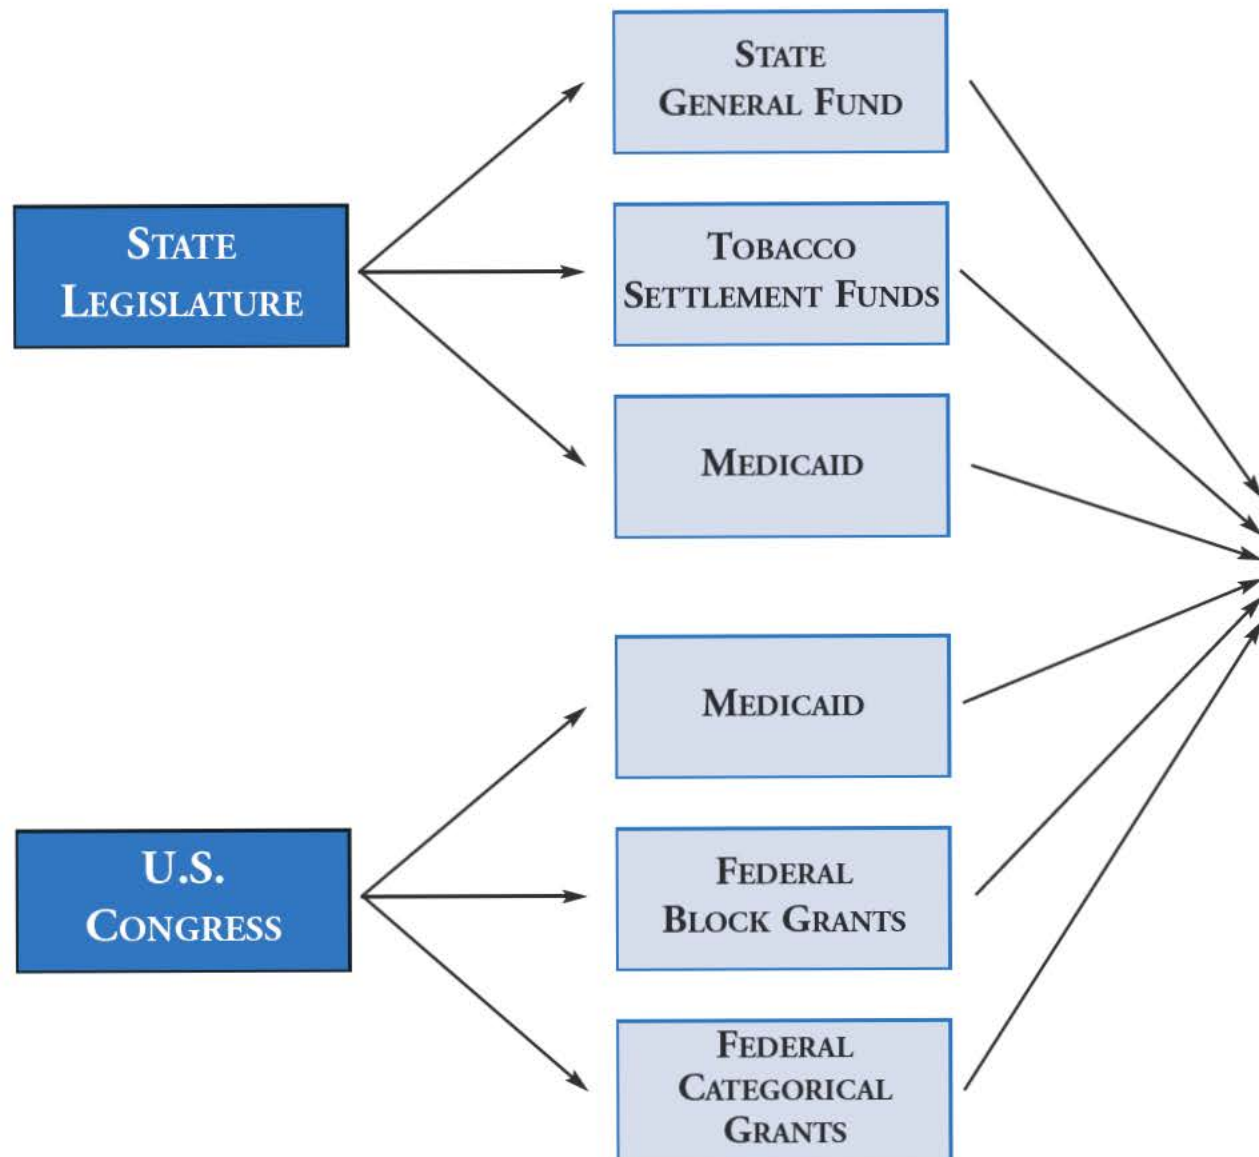 STATE
GENERAL FUND
STATE
LEGISLATURE
TOBACCO
SETTLEMENT FUNDS
MEDICAID
MEDICAID
U.S.
CONGRESS
FEDERAL
BLOCK GRANTS
FEDERAL
CATEGORICAL
GRANTS